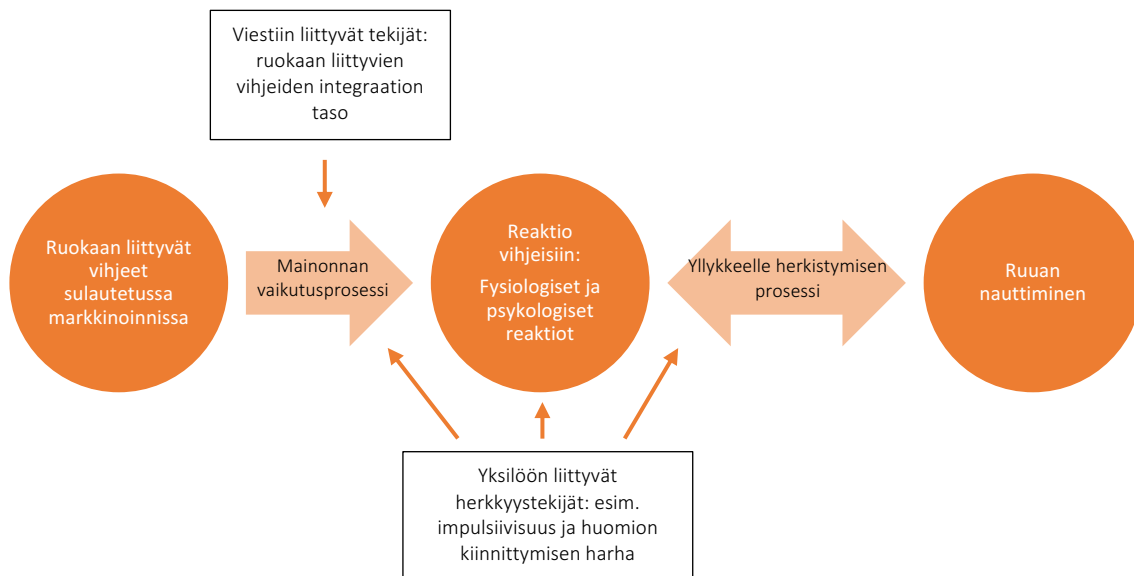 Viestiin liittyvät tekijät:
ruokaan liittyvien
vihjeiden integraation
taso
Ruokaan liittyvät
vihjeet
sulautetussa
markkinoinnissa
Mainonnan
vaikutusprosessi
Reaktio
vihjeisiin:
Fysiologiset ja
psykologiset
reaktiot
Yllykkeelle herkistymisen
prosessi
Ruuan
nauttiminen
Yksilöön liittyvät
herkkyystekijät: esim.
impulsiivisuus ja huomion
kiinnittymisen harha